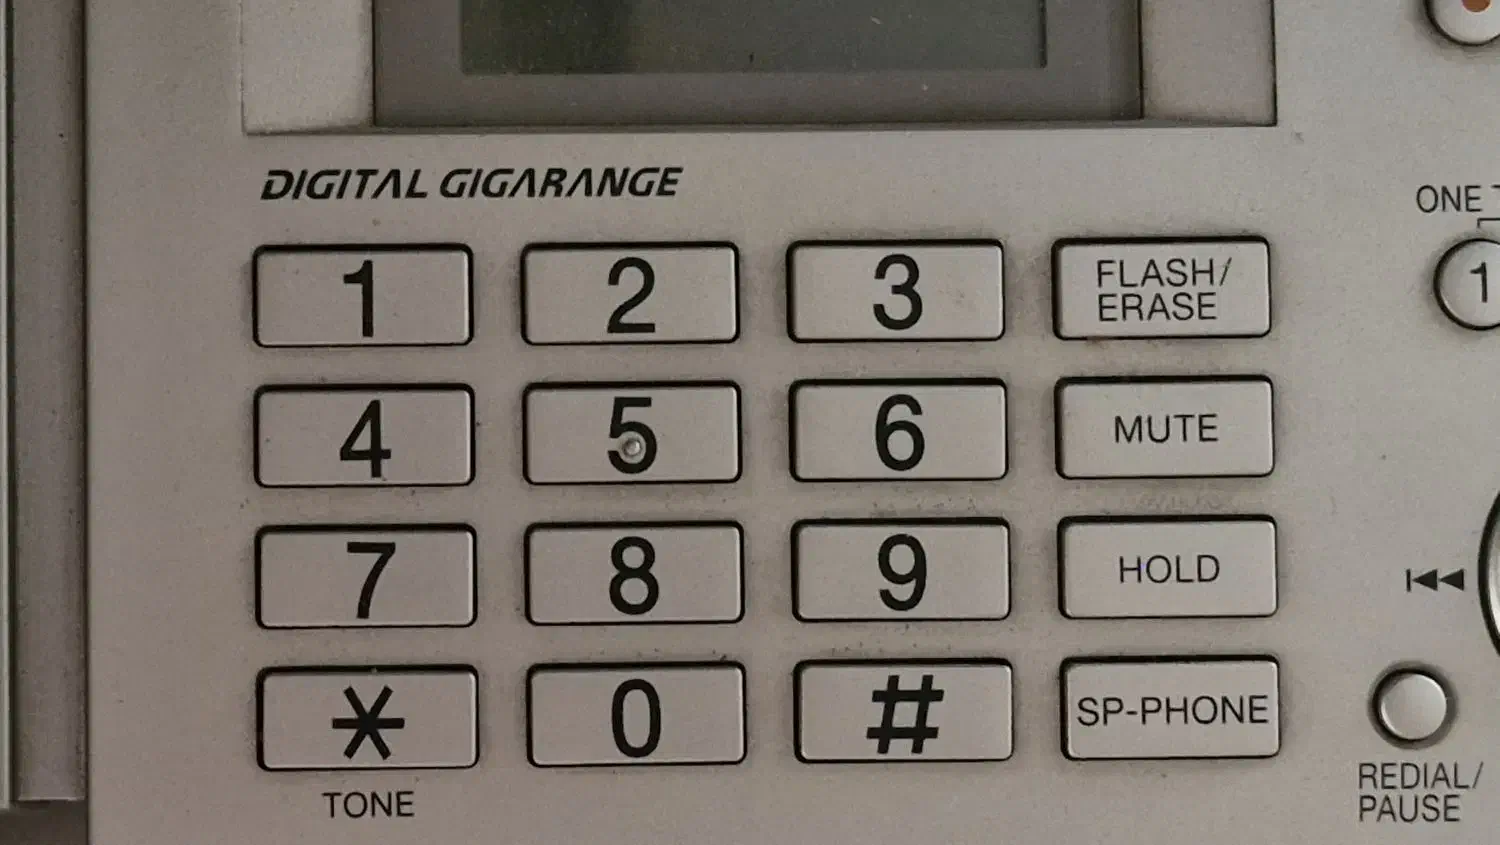 DIGITAL GIGARANGE
ONE
1 2 3 FLASH/
ERASE
1
4 5 6 MUTE
7 8 9 HOLD
* 0 # SP-PHONE
TONE
REDIAL/
PAUSE